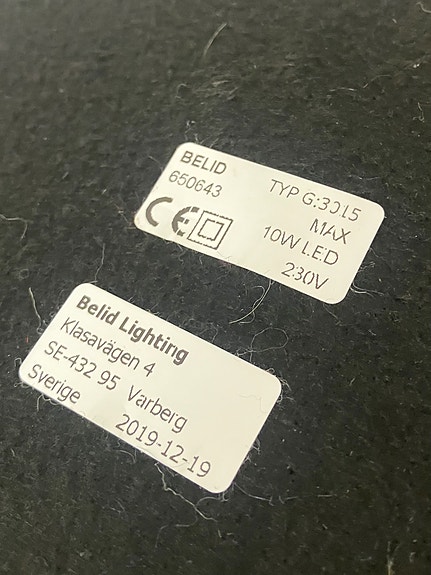 BELID
650643
TYP G:3015
MAX
10W LED
230V
CE
Belid Lighting
Klasavägen 4
SE-432 95 Varberg
Sverige
2019-12-19